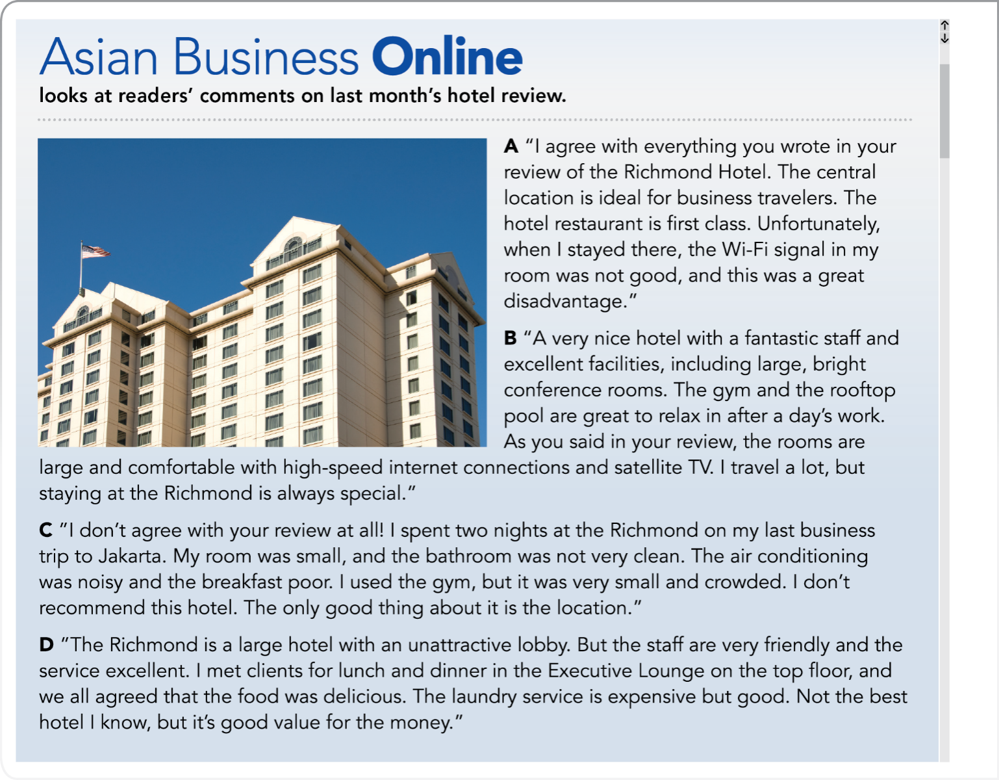 Asian Business Online
looks at readers’ comments on last month’s hotel review.
A “I agree with everything you wrote in your
review of the Richmond Hotel. The central
location is ideal for business travelers. The
hotel restaurant is first class. Unfortunately,
when I stayed there, the Wi-Fi signal in my
room was not good, and this was a great
disadvantage.”
B “A very nice hotel with a fantastic staff and
excellent facilities, including large, bright
conference rooms. The gym and the rooftop
pool are great to relax in after a day’s work.
As you said in your review, the rooms are
large and comfortable with high-speed internet connections and satellite TV. I travel a lot, but
staying at the Richmond is always special.”
C ”I don’t agree with your review at all! I spent two nights at the Richmond on my last business
trip to Jakarta. My room was small, and the bathroom was not very clean. The air conditioning
was noisy and the breakfast poor. I used the gym, but it was very small and crowded. I don’t
recommend this hotel. The only good thing about it is the location.”
D ”The Richmond is a large hotel with an unattractive lobby. But the staff are very friendly and the
service excellent. I met clients for lunch and dinner in the Executive Lounge on the top floor, and
we all agreed that the food was delicious. The laundry service is expensive but good. Not the best
hotel I know, but it’s good value for the money.”